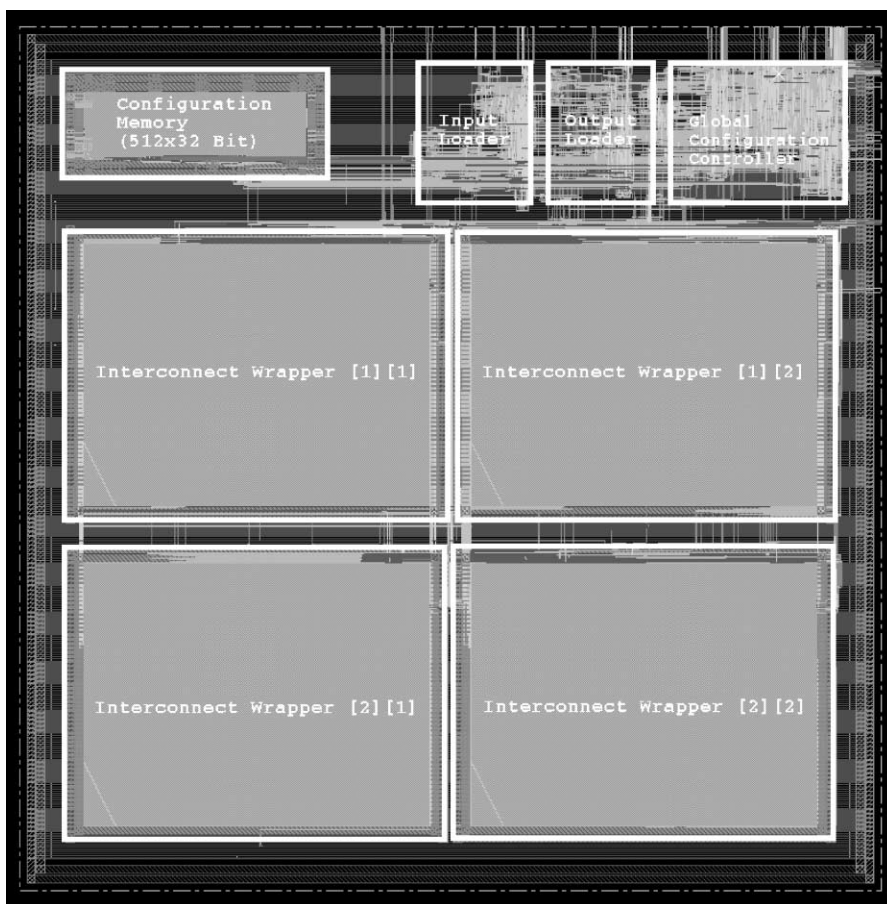 Configuration
Memory
(512x32 Bit)
Input
Loader
Output
Loader
Global
Configuration
Controller
Interconnect Wrapper [1][1]
Interconnect Wrapper [1][2]
Interconnect Wrapper [2][1]
Interconnect Wrapper [2][2]